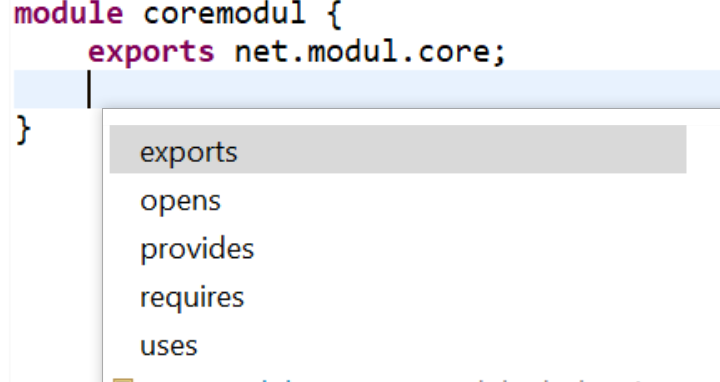 module coremodul {
exports net.modul.core;
}
exports
opens
provides
requires
uses